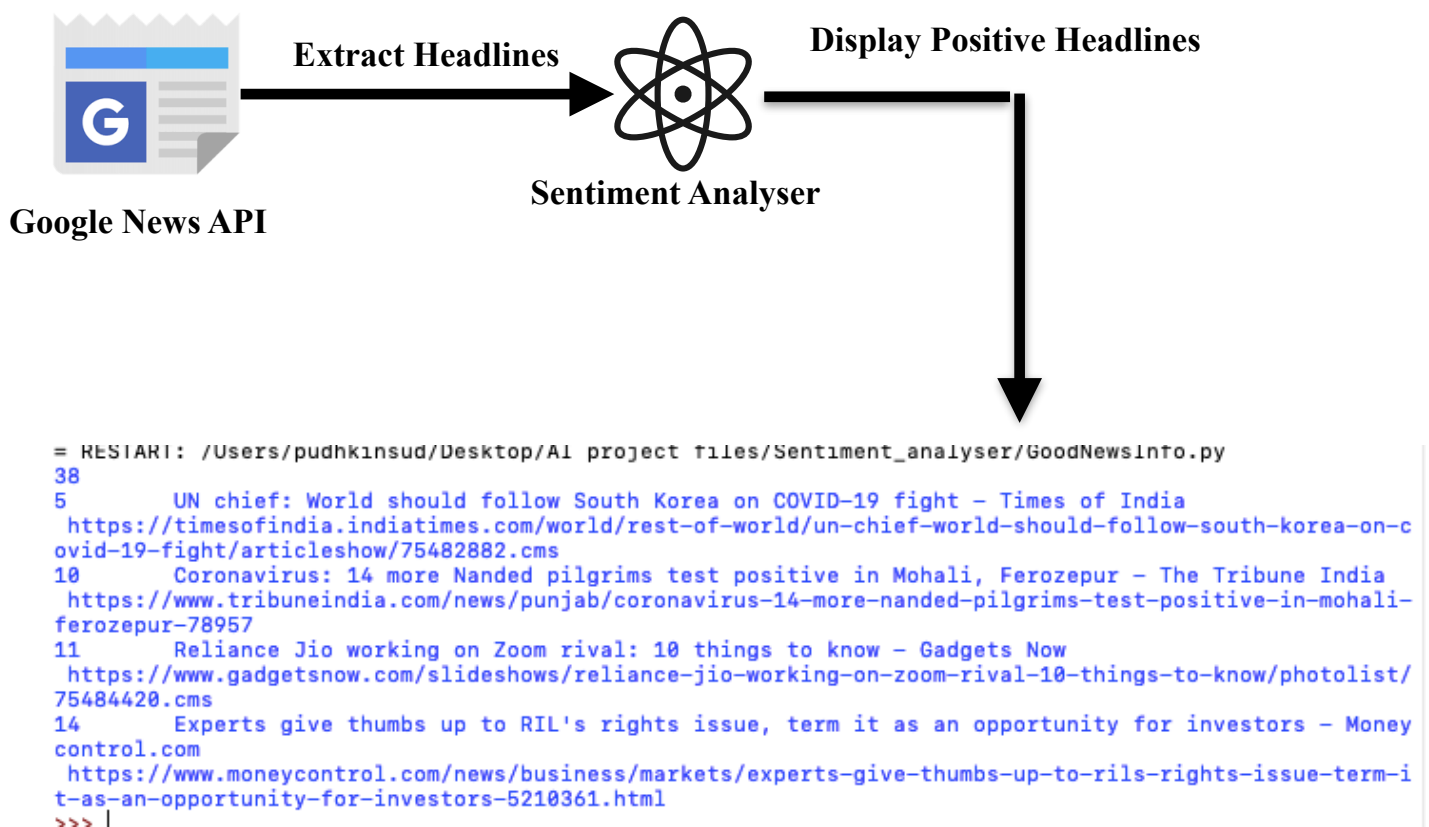 Extract Headlines
Display Positive Headlines
G
Sentiment Analyser
Google News API
= RESTART: /Users/pudhkinsud/Desktop/AI project files/Sentiment_analyser/GoodNewsInfo.py
38
5 UN chief: World should follow South Korea on COVID-19 fight – Times of India
https://timesofindia.indiatimes.com/world/rest-of-world/un-chief-world-should-follow-south-korea-on-c
ovid-19-fight/articleshow/75482882.cms
10 Coronavirus: 14 more Nanded pilgrims test positive in Mohali, Ferozepur – The Tribune India
https://www.tribuneindia.com/news/punjab/coronavirus-14-more-nanded-pilgrims-test-positive-in-mohali-
ferozepur-78957
11 Reliance Jio working on Zoom rival: 10 things to know – Gadgets Now
https://www.gadgetsnow.com/slideshows/reliance-jio-working-on-zoom-rival-10-things-to-know/photolist/
75484420.cms
14 Experts give thumbs up to RIL's rights issue, term it as an opportunity for investors – Money
control.com
https://www.moneycontrol.com/news/business/markets/experts-give-thumbs-up-to-rils-rights-issue-term-i
t-as-an-opportunity-for-investors-5210361.html
>>>